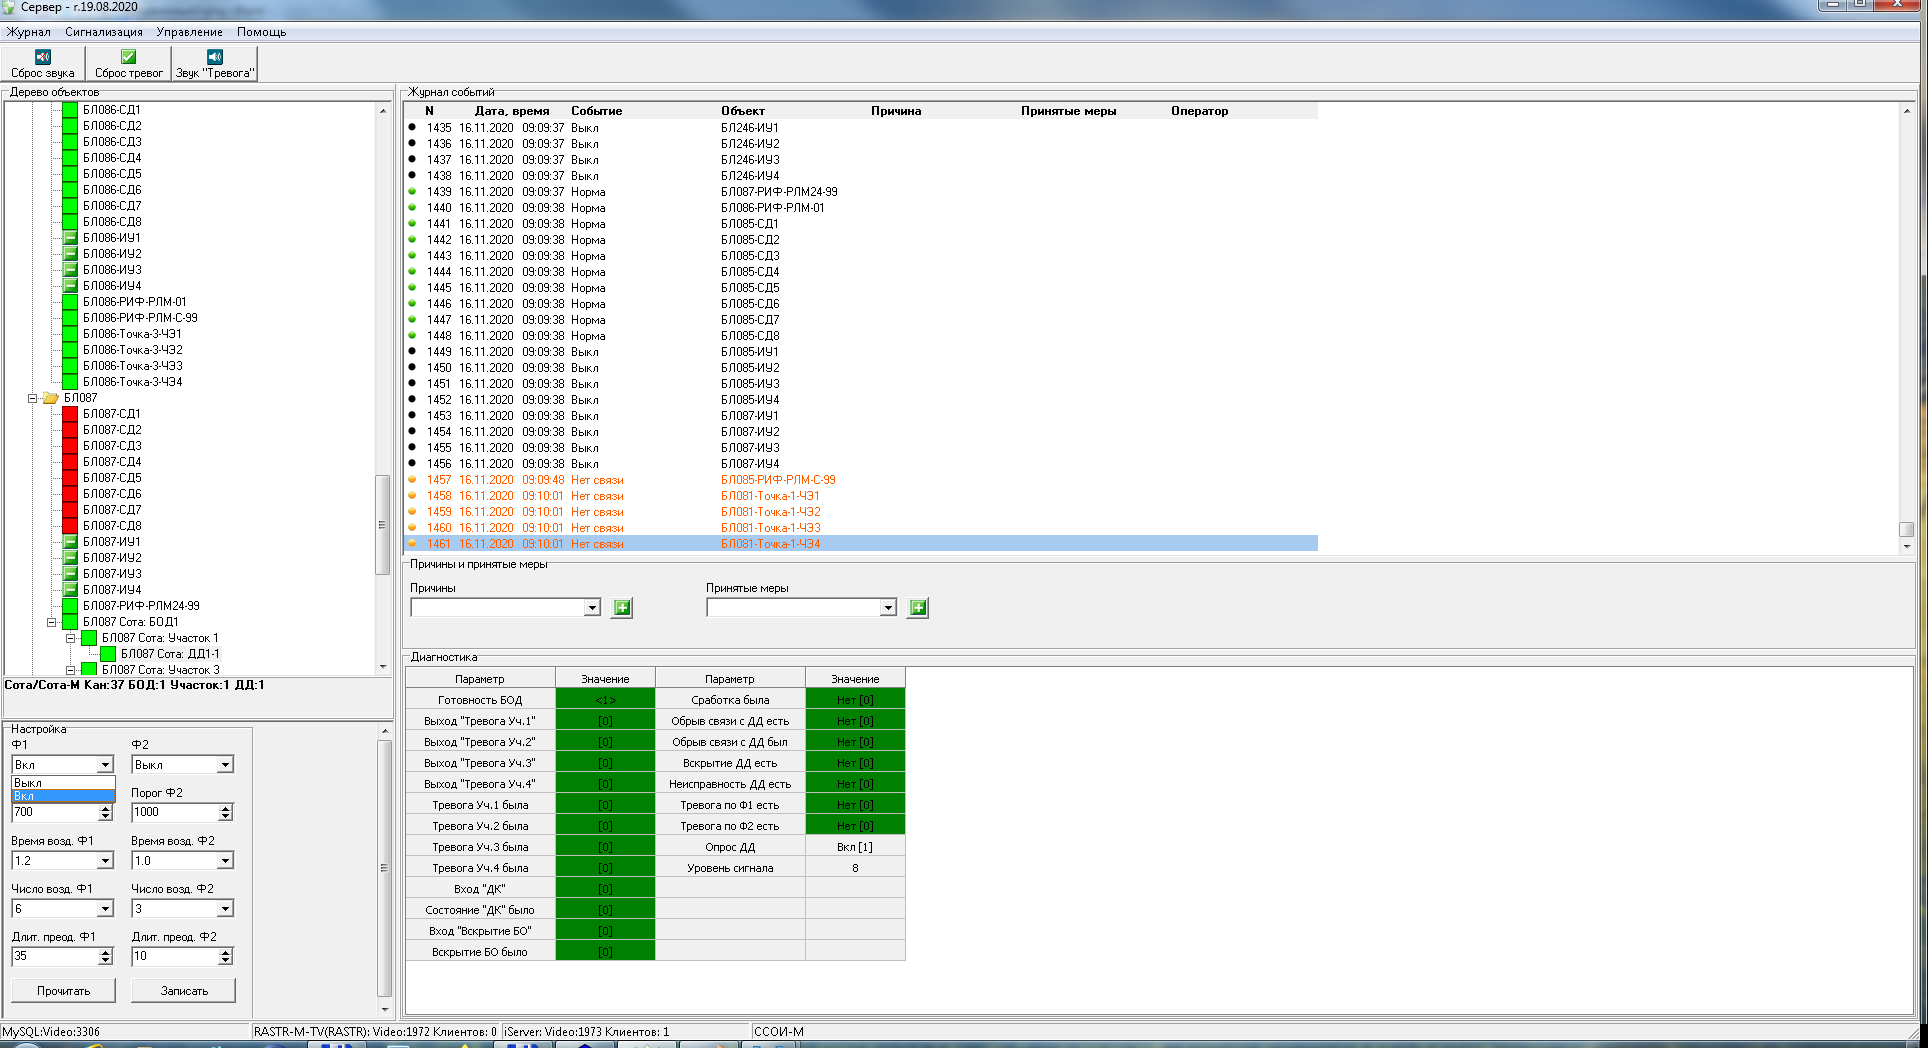 Сервер - г.19.08.2020
Журнал Сигнализация Управление Помощь
Сброс звука Сброс тревог Звук "Тревога"
Дерево объектов
БЛ086-СД1
БЛ086-СД2
БЛ086-СД3
БЛ086-СД4
БЛ086-СД5
БЛ086-СД6
БЛ086-СД7
БЛ086-СД8
БЛ086-ИУ1
БЛ086-ИУ2
БЛ086-ИУ3
БЛ086-ИУ4
БЛ086-РИФ-РЛМ-01
БЛ086-РИФ-РЛМ-С-99
БЛ086-Точка-3-ЧЭ1
БЛ086-Точка-3-ЧЭ2
БЛ086-Точка-3-ЧЭ3
БЛ086-Точка-3-ЧЭ4
БЛ087
БЛ087-СД1
БЛ087-СД2
БЛ087-СД3
БЛ087-СД4
БЛ087-СД5
БЛ087-СД6
БЛ087-СД7
БЛ087-СД8
БЛ087-ИУ1
БЛ087-ИУ2
БЛ087-ИУ3
БЛ087-ИУ4
БЛ087-РИФ-РЛМ24-99
БЛ087 Сота: БОД1
БЛ087 Сота: Участок 1
БЛ087 Сота: ДД1-1
БЛ087 Сота: Участок 3
Сота/Сота-М Кан:37 БОД:1 Участок:1 ДД:1
Настройка
Ф1 Ф2
Вкл Выкл
Выкл
Вкл Порог Ф2
700 1000
Время возд. Ф1 Время возд. Ф2
1.2 1.0
Число возд. Ф1 Число возд. Ф2
6 3
Длит. преод. Ф1 Длит. преод. Ф2
35 10
Прочитать Записать
Журнал событий
N Дата, время Событие Объект Причина Принятые меры Оператор
1435 16.11.2020 09:09:37 Выкл БЛ246-ИУ1
1436 16.11.2020 09:09:37 Выкл БЛ246-ИУ2
1437 16.11.2020 09:09:37 Выкл БЛ246-ИУ3
1438 16.11.2020 09:09:37 Выкл БЛ246-ИУ4
1439 16.11.2020 09:09:37 Норма БЛ087-РИФ-РЛМ24-99
1440 16.11.2020 09:09:38 Норма БЛ086-РИФ-РЛМ-01
1441 16.11.2020 09:09:38 Норма БЛ085-СД1
1442 16.11.2020 09:09:38 Норма БЛ085-СД2
1443 16.11.2020 09:09:38 Норма БЛ085-СД3
1444 16.11.2020 09:09:38 Норма БЛ085-СД4
1445 16.11.2020 09:09:38 Норма БЛ085-СД5
1446 16.11.2020 09:09:38 Норма БЛ085-СД6
1447 16.11.2020 09:09:38 Норма БЛ085-СД7
1448 16.11.2020 09:09:38 Норма БЛ085-СД8
1449 16.11.2020 09:09:38 Выкл БЛ085-ИУ1
1450 16.11.2020 09:09:38 Выкл БЛ085-ИУ2
1451 16.11.2020 09:09:38 Выкл БЛ085-ИУ3
1452 16.11.2020 09:09:38 Выкл БЛ085-ИУ4
1453 16.11.2020 09:09:38 Выкл БЛ087-ИУ1
1454 16.11.2020 09:09:38 Выкл БЛ087-ИУ2
1455 16.11.2020 09:09:38 Выкл БЛ087-ИУ3
1456 16.11.2020 09:09:38 Выкл БЛ087-ИУ4
1457 16.11.2020 09:09:48 Нет связи БЛ085-РИФ-РЛМ-С-99
1458 16.11.2020 09:10:01 Нет связи БЛ081-Точка-1-ЧЭ1
1459 16.11.2020 09:10:01 Нет связи БЛ081-Точка-1-ЧЭ2
1460 16.11.2020 09:10:01 Нет связи БЛ081-Точка-1-ЧЭ3
1461 16.11.2020 09:10:01 Нет связи БЛ081-Точка-1-ЧЭ4
Причины и принятые меры
Причины Принятые меры
Диагностика
Параметр Значение Параметр Значение
Готовность БОД <1> Сработка была Нет [0]
Выход "Тревога Уч.1" [0] Обрыв связи с ДД есть Нет [0]
Выход "Тревога Уч.2" [0] Обрыв связи с ДД был Нет [0]
Выход "Тревога Уч.3" [0] Вскрытие ДД есть Нет [0]
Выход "Тревога Уч.4" [0] Неисправность ДД есть Нет [0]
Тревога Уч.1 была [0] Тревога по Ф1 есть Нет [0]
Тревога Уч.2 была [0] Тревога по Ф2 есть Нет [0]
Тревога Уч.3 была [0] Опрос ДД Вкл [1]
Тревога Уч.4 была [0] Уровень сигнала 8
Вход "ДК" [0]
Состояние "ДК" было [0]
Вход "Вскрытие БО" [0]
Вскрытие БО было [0]
MySQL:Video:3306 RASTR-M-TV(RASTR): Video:1972 Клиентов: 0 iServer: Video:1973 Клиентов: 1 ССОИ-М